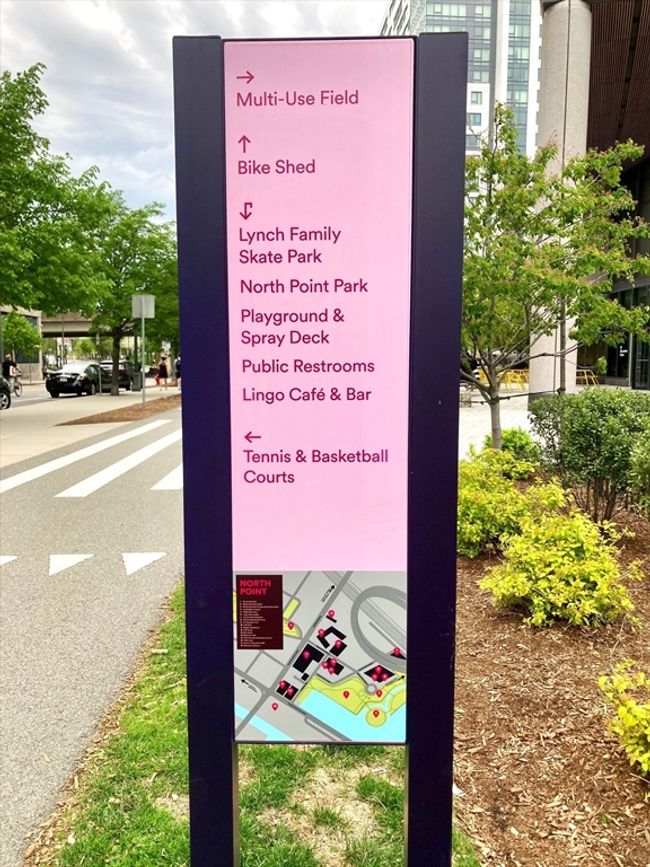 →
Multi-Use Field
↑
Bike Shed
Lynch Family
Skate Park
North Point Park
Playground &
Spray Deck
Public Restrooms
Lingo Café & Bar
←
Tennis & Basketball
Courts
NORTH
POINT